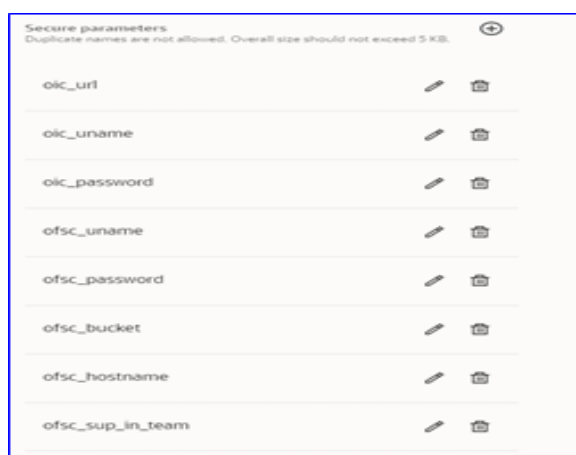 Secure parameters
Duplicate names are not allowed. Overall size should not exceed 5 KB.
oic_url
oic_uname
oic_password
ofsc_uname
ofsc_password
ofsc_bucket
ofsc_hostname
ofsc_sup_in_team